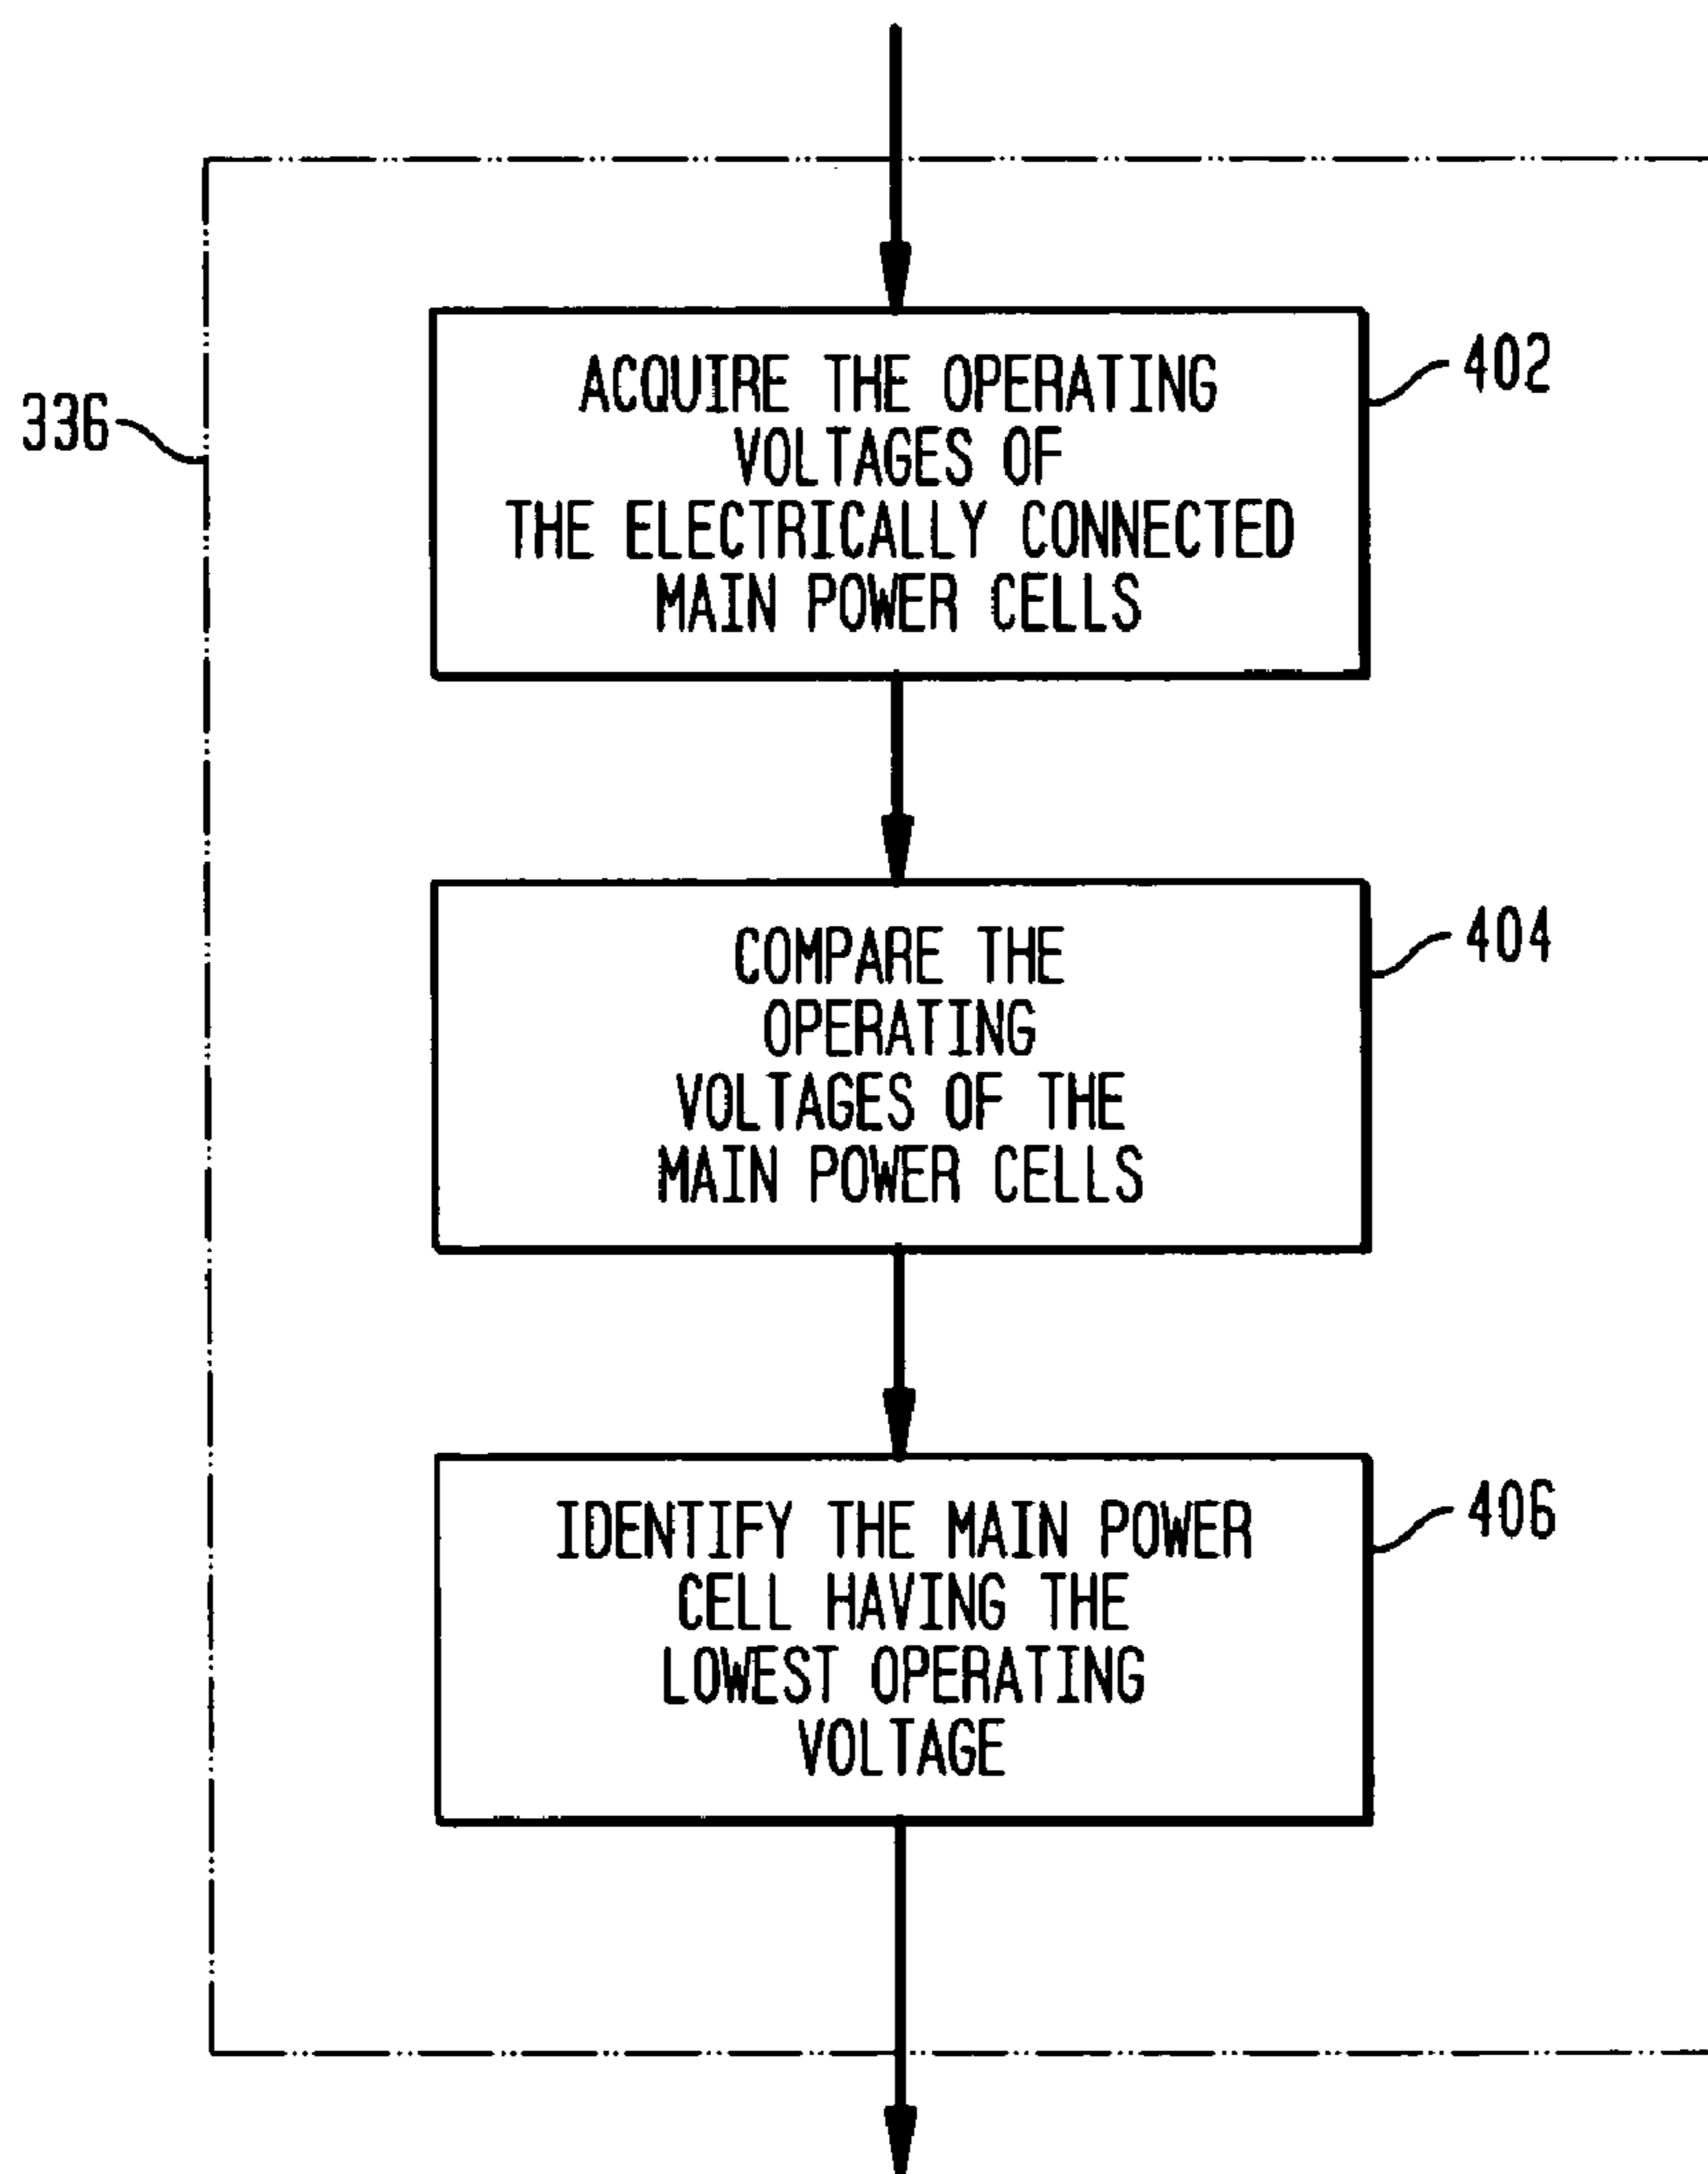 336
ACQUIRE THE OPERATING
VOLTAGES OF
THE ELECTRICALLY CONNECTED
MAIN POWER CELLS
402
COMPARE THE
OPERATING
VOLTAGES OF THE
MAIN POWER CELLS
404
IDENTIFY THE MAIN POWER
CELL HAVING THE
LOWEST OPERATING
VOLTAGE
406